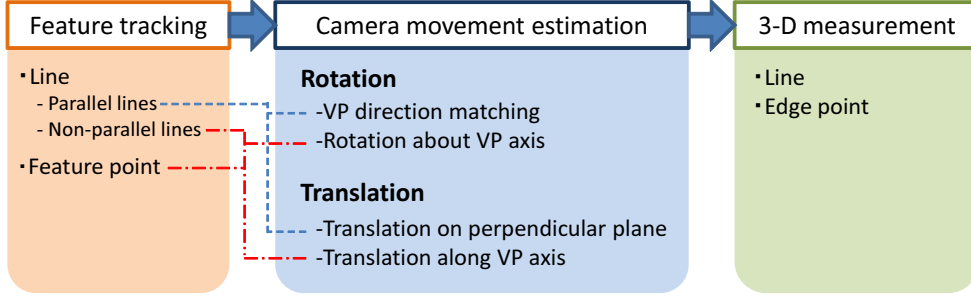 Feature tracking
・Line
- Parallel lines
- Non-parallel lines
・Feature point
Camera movement estimation
Rotation
-VP direction matching
-Rotation about VP axis
Translation
-Translation on perpendicular plane
-Translation along VP axis
3-D measurement
・Line
・Edge point